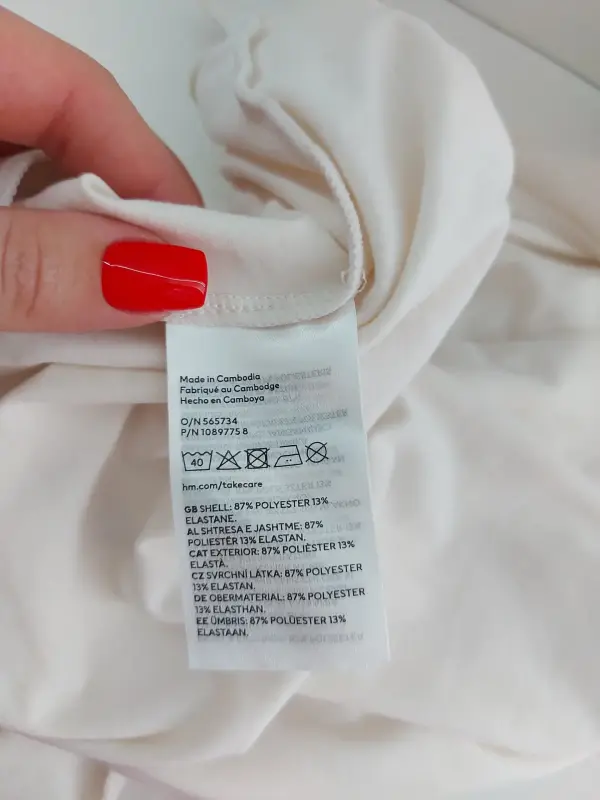 Made in Cambodia
Fabriqué au Cambodge
Hecho en Camboya
O/N 565734
P/N 1089775 8
40
hm.com/takecare
GB SHELL: 87% POLYESTER 13%
ELASTANE.
AL SHTRESA E JASHTME: 87%
POLIESTËR 13% ELASTAN.
CAT EXTERIOR: 87% POLIÈSTER 13%
ELASTÀ.
CZ SVRCHNÍ LÁTKA: 87% POLYESTER
13% ELASTAN.
DE OBERMATERIAL: 87% POLYESTER
13% ELASTHAN.
EE ÜMBRIS: 87% POLÜESTER 13%
ELASTAAN.